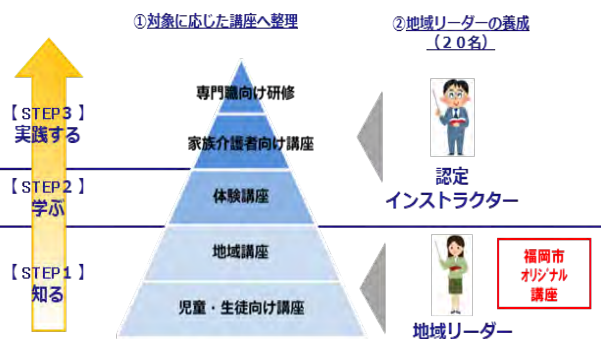 ①対象に応じた講座へ整理
②地域リーダーの養成
（２０名）
【 STEP3 】
実践する
専門職向け研修
家族介護者向け講座
認定
インストラクター
【 STEP2 】
学ぶ
体験講座
【 STEP1 】
知る
地域講座
児童・生徒向け講座
地域リーダー
福岡市
オリジナル
講座